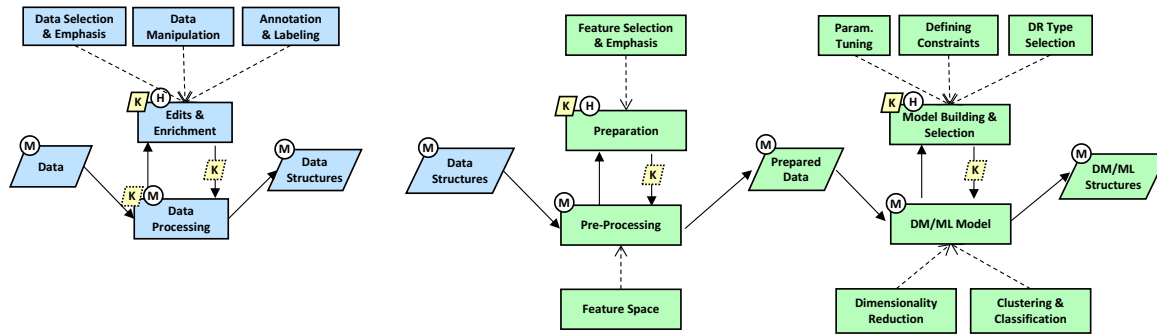 Data Selection
& Emphasis
Data
Manipulation
Annotation
& Labeling
K
H
Edits &
Enrichment
M
Data
K
M
Data
Structures
K
M
Data
Processing
Feature Selection
& Emphasis
K
H
Preparation
M
Data
Structures
K
M
Prepared
Data
M
Pre-Processing
Feature Space
Param.
Tuning
Defining
Constraints
DR Type
Selection
K
H
Model Building &
Selection
K
M
DM/ML
Structures
M
DM/ML Model
Dimensionality
Reduction
Clustering &
Classification